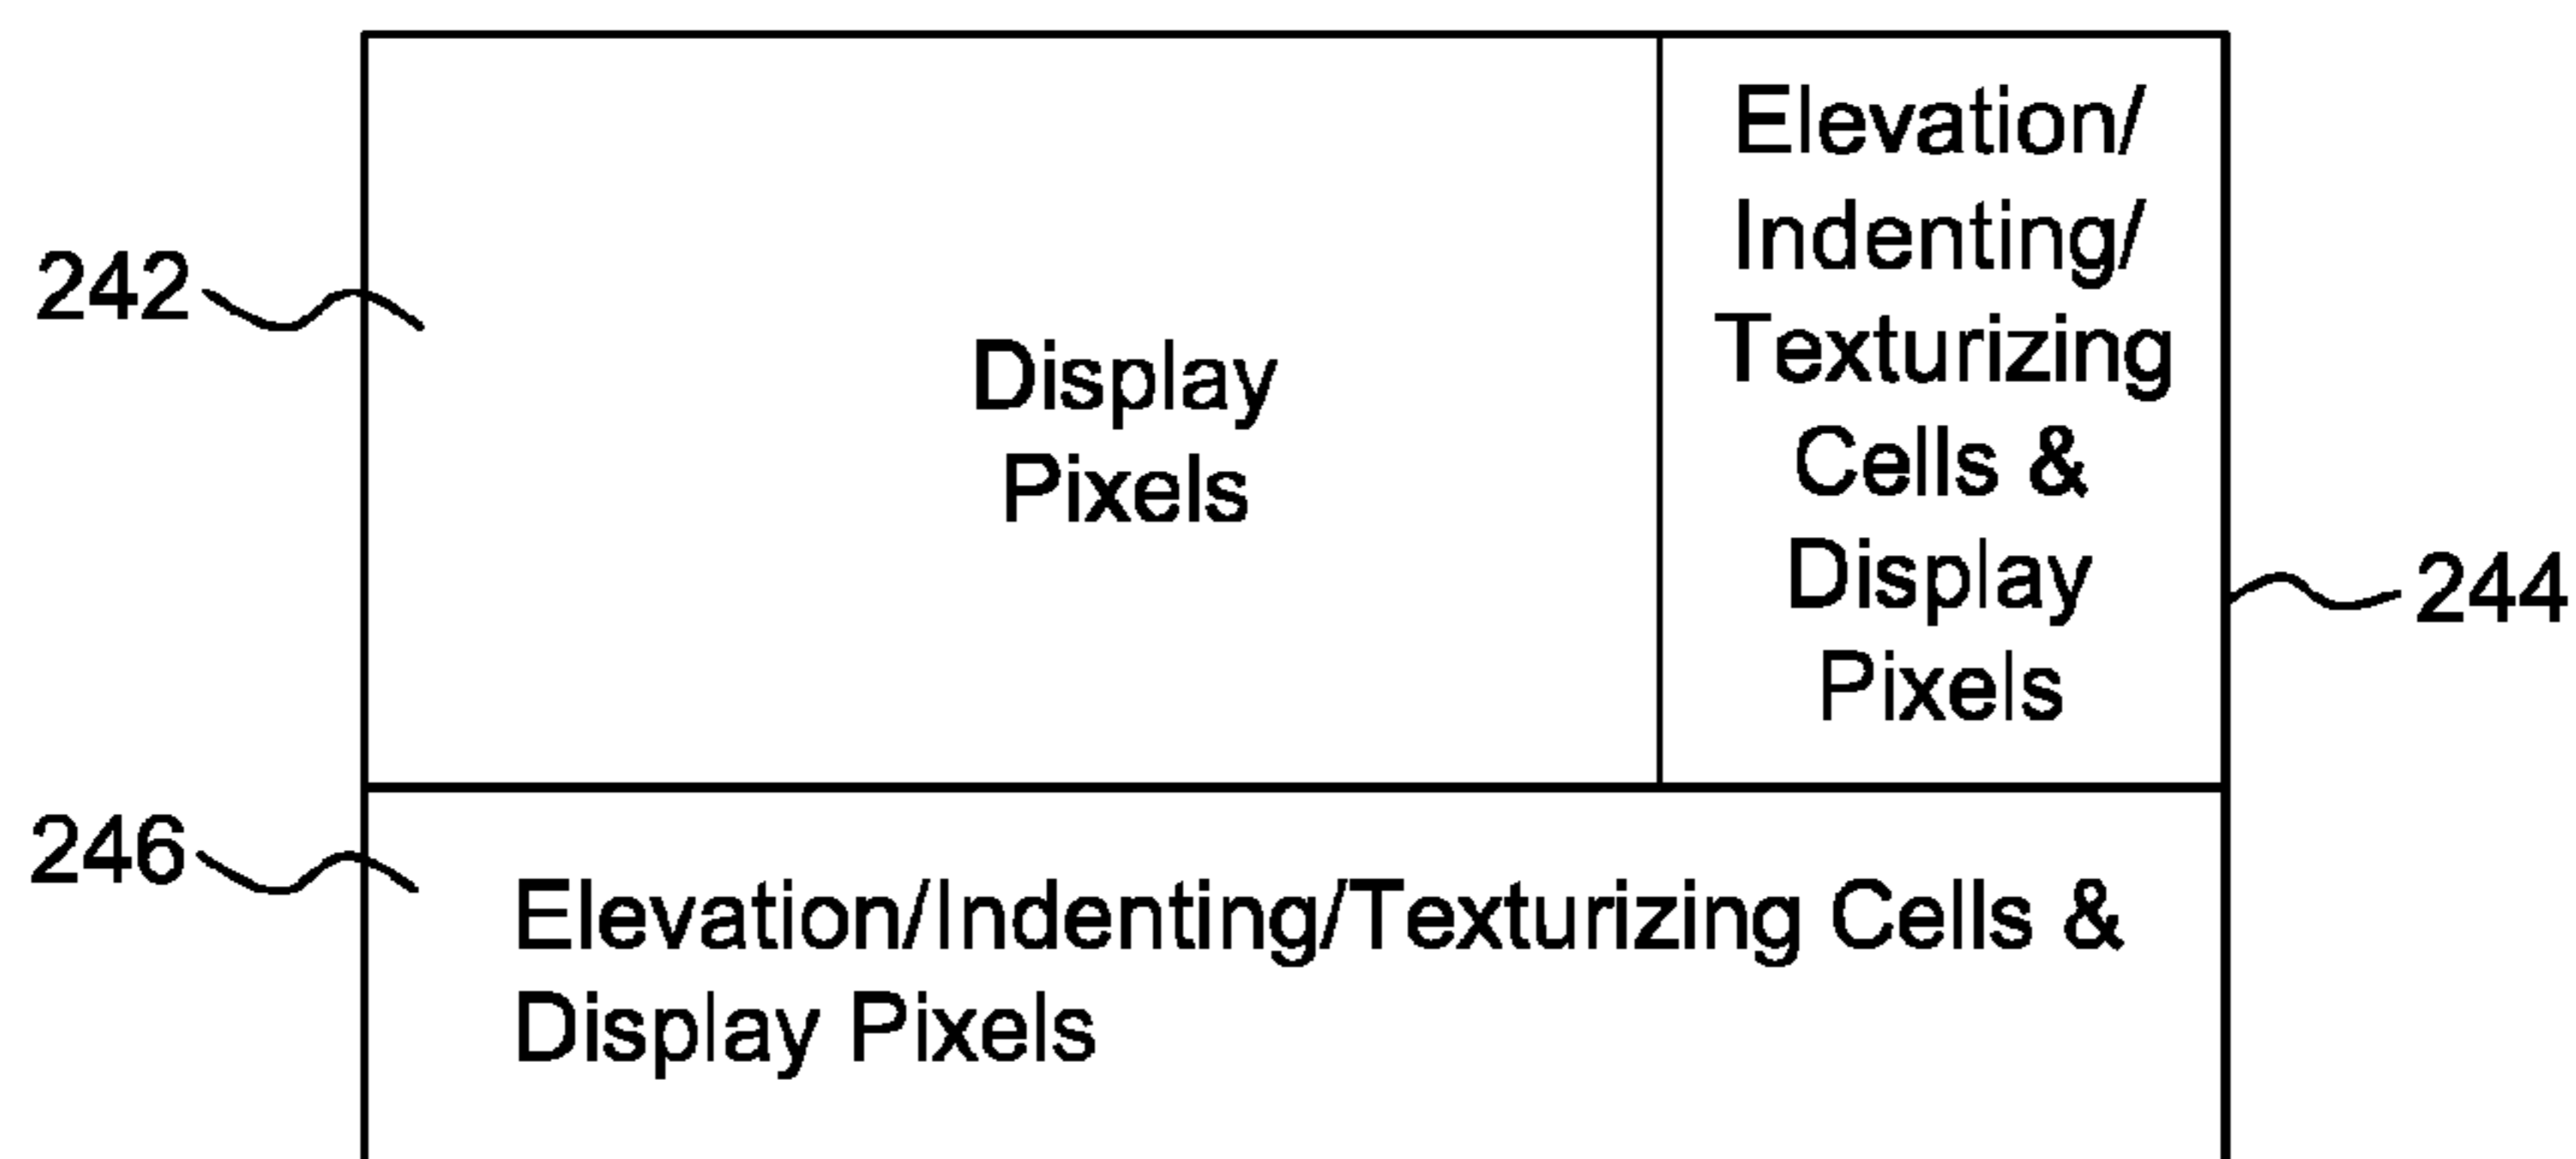 242
Display
Pixels
Elevation/
Indenting/
Texturizing
Cells &
Display
Pixels
244
246
Elevation/Indenting/Texturizing Cells &
Display Pixels